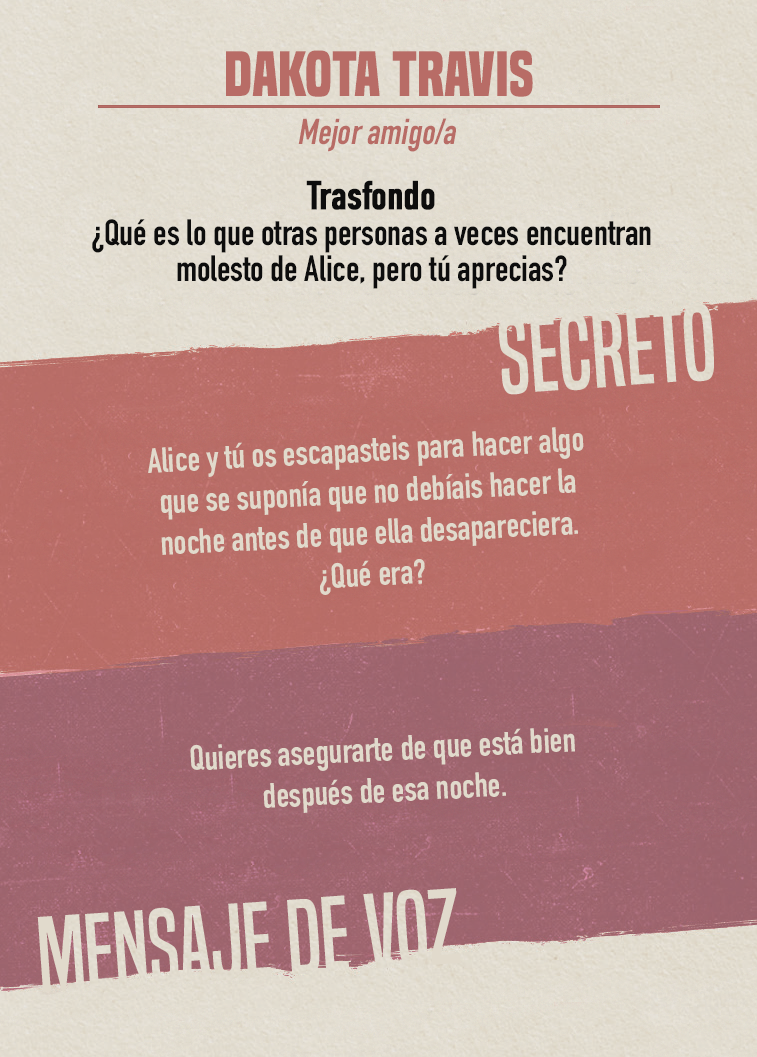 DAKOTA TRAVIS
Mejor amigo/a
Trasfondo
¿Qué es lo que otras personas a veces encuentran
molesto de Alice, pero tú aprecias?
SECRETO
Alice y tú os escapasteis para hacer algo
que se suponía que no debíais hacer la
noche antes de que ella desapareciera.
¿Qué era?
Quieres asegurarte de que está bien
después de esa noche.
MENSAJE DE VOZ